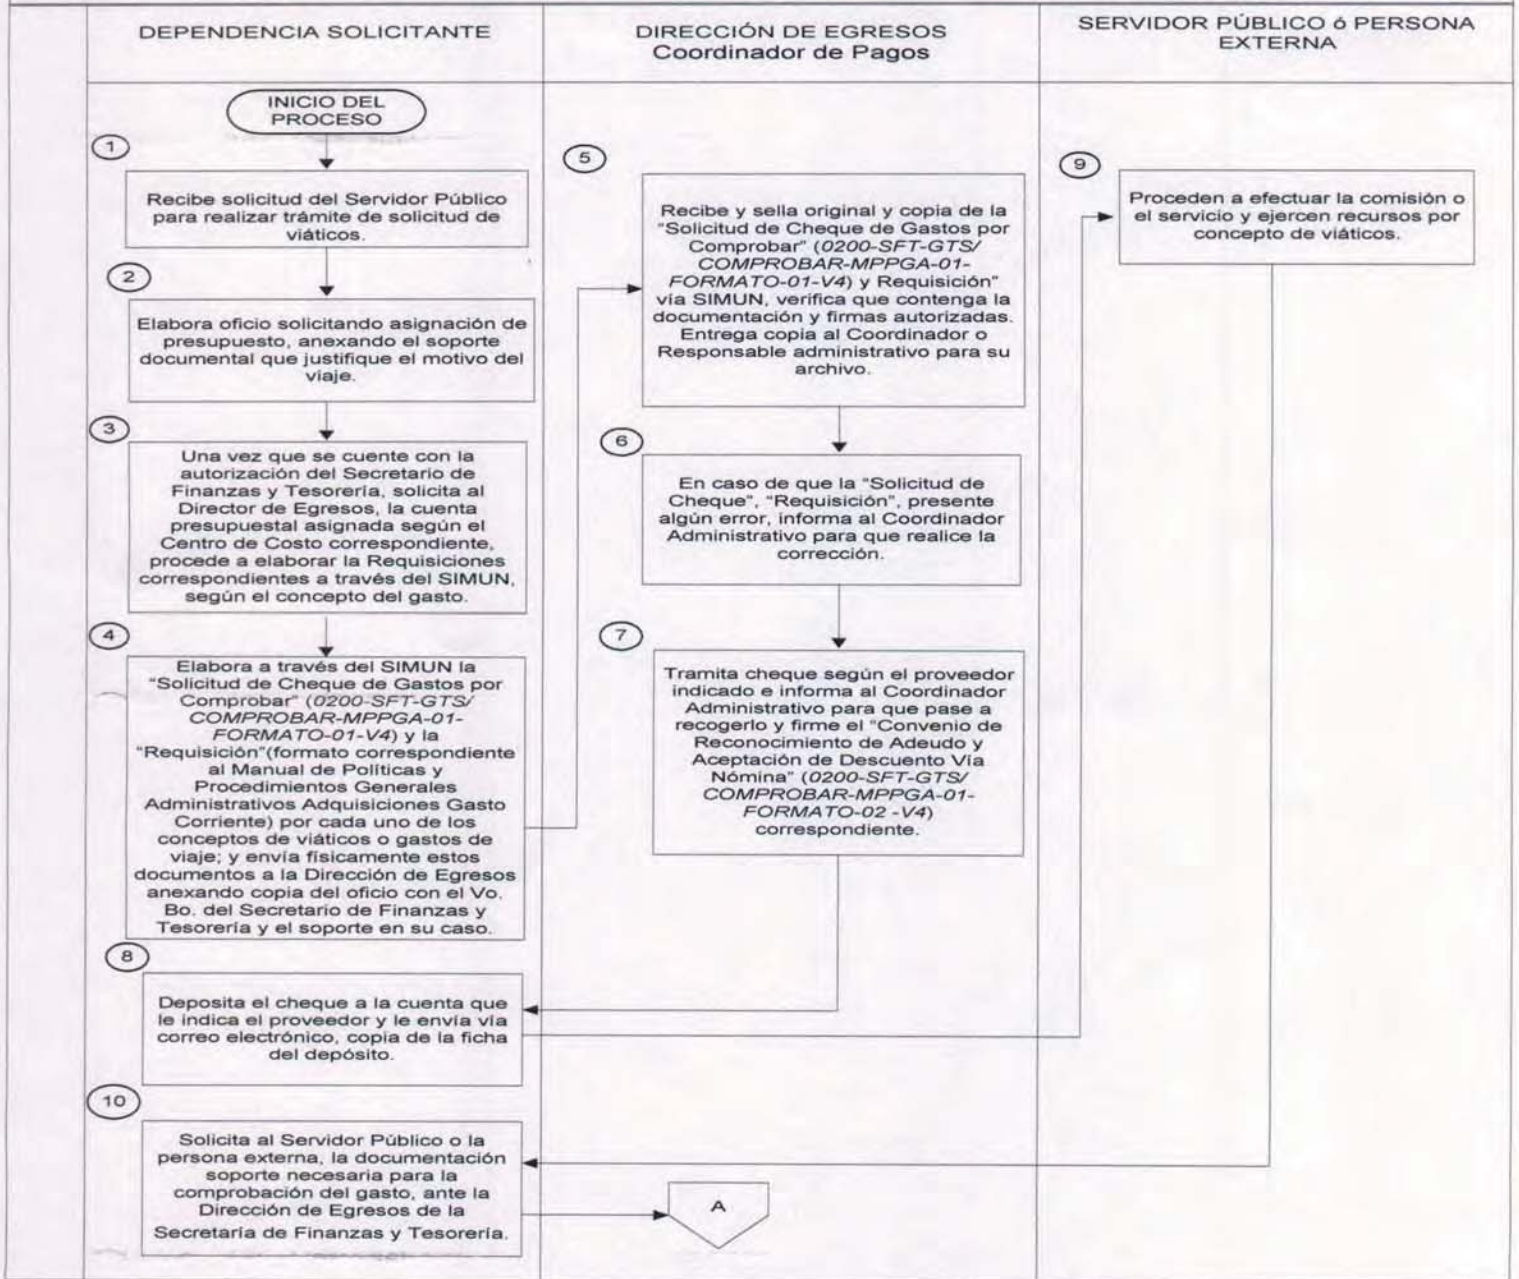 DEPENDENCIA SOLICITANTE
DIRECCIÓN DE EGRESOS
Coordinador de Pagos
SERVIDOR PÚBLICO ó PERSONA
EXTERNA
INICIO DEL
PROCESO
1
Recibe solicitud del Servidor Público
para realizar trámite de solicitud de
viáticos.
2
Elabora oficio solicitando asignación de
presupuesto, anexando el soporte
documental que justifique el motivo del
viaje.
3
Una vez que se cuente con la
autorización del Secretario de
Finanzas y Tesorería, solicita al
Director de Egresos, la cuenta
presupuestal asignada según el
Centro de Costo correspondiente,
procede a elaborar la Requisiciones
correspondientes a través del SIMUN,
según el concepto del gasto.
4
Elabora a través del SIMUN la
"Solicitud de Cheque de Gastos por
Comprobar" (0200-SFT-GTS/
COMPROBAR-MPPGA-01-
FORMATO-01-V4) y la
"Requisición"(formato correspondiente
al Manual de Políticas y
Procedimientos Generales
Administrativos Adquisiciones Gasto
Corriente) por cada uno de los
conceptos de viáticos o gastos de
viaje; y envía físicamente estos
documentos a la Dirección de Egresos
anexando copia del oficio con el Vo.
Bo. del Secretario de Finanzas y
Tesorería y el soporte en su caso.
5
Recibe y sella original y copia de la
"Solicitud de Cheque de Gastos por
Comprobar" (0200-SFT-GTS/
COMPROBAR-MPPGA-01-
FORMATO-01-V4) y Requisición"
vía SIMUN, verifica que contenga la
documentación y firmas autorizadas.
Entrega copia al Coordinador o
Responsable administrativo para su
archivo.
6
En caso de que la "Solicitud de
Cheque", "Requisición", presente
algún error, informa al Coordinador
Administrativo para que realice la
corrección.
7
Tramita cheque según el proveedor
indicado e informa al Coordinador
Administrativo para que pase a
recogerlo y firme el "Convenio de
Reconocimiento de Adeudo y
Aceptación de Descuento Vía
Nómina" (0200-SFT-GTS/
COMPROBAR-MPPGA-01-
FORMATO-02 -V4)
correspondiente.
8
Deposita el cheque a la cuenta que
le indica el proveedor y le envía vía
correo electrónico, copia de la ficha
del depósito.
9
Proceden a efectuar la comisión o
el servicio y ejercen recursos por
concepto de viáticos.
10
Solicita al Servidor Público o la
persona externa, la documentación
soporte necesaria para la
comprobación del gasto, ante la
Dirección de Egresos de la
Secretaría de Finanzas y Tesorería.
A